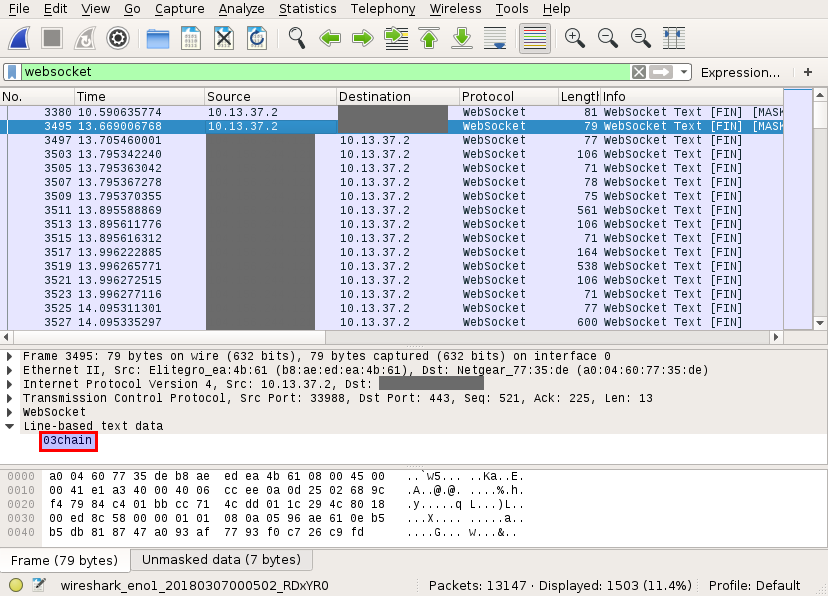 File Edit View Go Capture Analyze Statistics Telephony Wireless Tools Help
websocket Expression... +
No. Time Source Destination Protocol Lengtl Info
3380 10.590635774 10.13.37.2 WebSocket 81 WebSocket Text [FIN] [MASK
3495 13.669006768 10.13.37.2 WebSocket 79 WebSocket Text [FIN] [MASK
3497 13.705460001 10.13.37.2 WebSocket 77 WebSocket Text [FIN]
3503 13.795342240 10.13.37.2 WebSocket 106 WebSocket Text [FIN]
3505 13.795363042 10.13.37.2 WebSocket 71 WebSocket Text [FIN]
3507 13.795367278 10.13.37.2 WebSocket 78 WebSocket Text [FIN]
3509 13.795370355 10.13.37.2 WebSocket 75 WebSocket Text [FIN]
3511 13.895588869 10.13.37.2 WebSocket 561 WebSocket Text [FIN]
3513 13.895611776 10.13.37.2 WebSocket 106 WebSocket Text [FIN]
3515 13.895616312 10.13.37.2 WebSocket 71 WebSocket Text [FIN]
3517 13.996222885 10.13.37.2 WebSocket 164 WebSocket Text [FIN]
3519 13.996265771 10.13.37.2 WebSocket 538 WebSocket Text [FIN]
3521 13.996272515 10.13.37.2 WebSocket 106 WebSocket Text [FIN]
3523 13.996277116 10.13.37.2 WebSocket 71 WebSocket Text [FIN]
3525 14.095311301 10.13.37.2 WebSocket 77 WebSocket Text [FIN]
3527 14.095335297 10.13.37.2 WebSocket 600 WebSocket Text [FIN]
Frame 3495: 79 bytes on wire (632 bits), 79 bytes captured (632 bits) on interface 0
Ethernet II, Src: Elitegro_ea:4b:61 (b8:ae:ed:ea:4b:61), Dst: Netgear_77:35:de (a0:04:60:77:35:de)
Internet Protocol Version 4, Src: 10.13.37.2, Dst:
Transmission Control Protocol, Src Port: 33988, Dst Port: 443, Seq: 521, Ack: 225, Len: 13
WebSocket
Line-based text data
03chain
0000 a0 04 60 77 35 de b8 ae ed ea 4b 61 08 00 45 00 ..`w5... ..Ka..E.
0010 00 41 e1 a3 40 00 40 06 cc ee 0a 0d 25 02 68 9c .A..@.@. ....%.h.
0020 f4 79 84 c4 01 bb cc 71 4c dd 01 1c 29 4c 80 18 .y.....q L...)L..
0030 00 ed 8c 58 00 00 01 01 08 0a 05 96 ae 61 0e b5 ...X.... .....a..
0040 b5 db 81 87 47 a0 93 af 77 93 f0 c7 26 c9 fd ....G... w...&..
Frame (79 bytes) Unmasked data (7 bytes)
wireshark_eno1_20180307000502_RDxYR0 Packets: 13147 · Displayed: 1503 (11.4%) Profile: Default